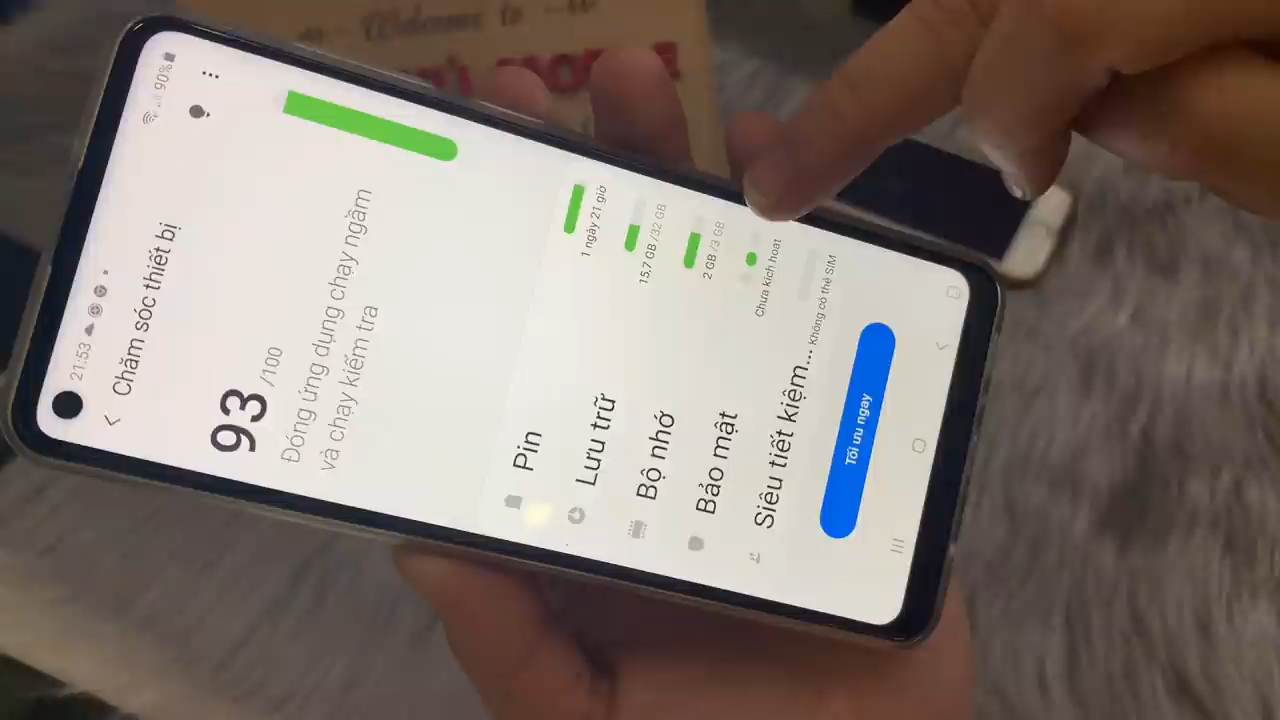 Welcome to
21:53
90%
Chăm sóc thiết bị
93 /100
Đóng ứng dụng chạy ngầm
và chạy kiểm tra
Pin
1 ngày 21 giờ
Lưu trữ
15,7 GB /32 GB
Bộ nhớ
2 GB /3 GB
Bảo mật
Chưa kích hoạt
Siêu tiết kiệm...
Không có thẻ SIM
Tối ưu ngay